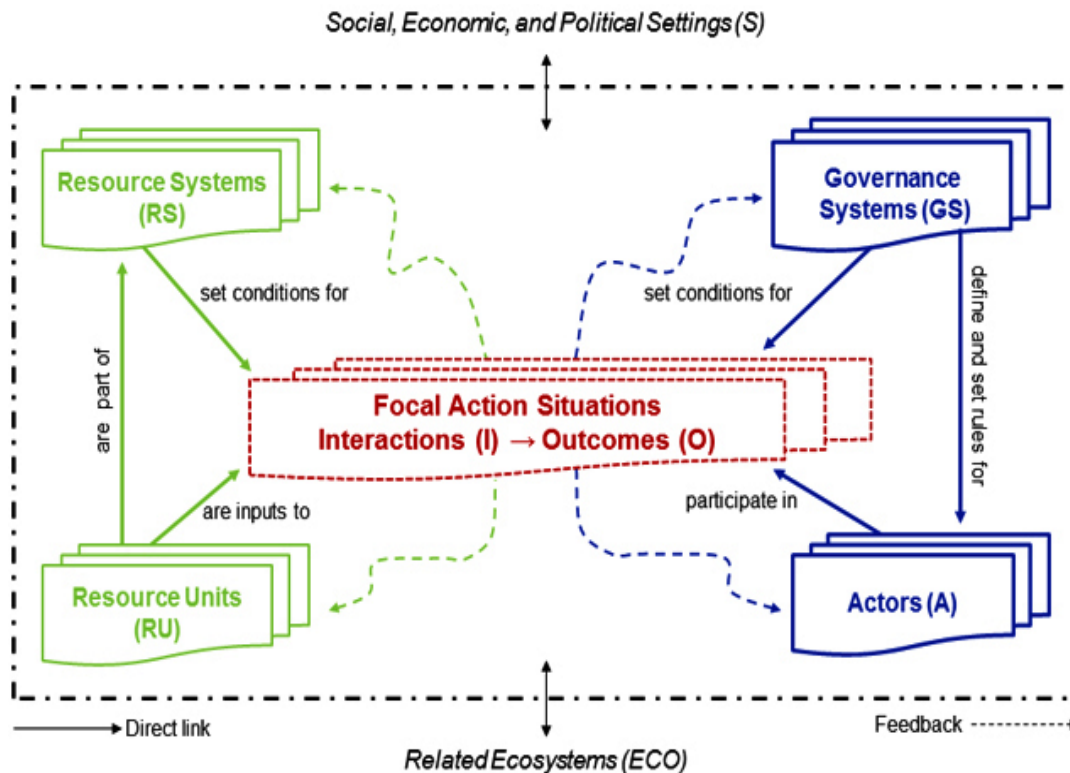 Social, Economic, and Political Settings (S)
Resource Systems
(RS)
Governance
Systems (GS)
set conditions for
set conditions for
are part of
define and set rules for
Focal Action Situations
Interactions (I) → Outcomes (O)
are inputs to
participate in
Resource Units
(RU)
Actors (A)
Direct link
Feedback
Related Ecosystems (ECO)